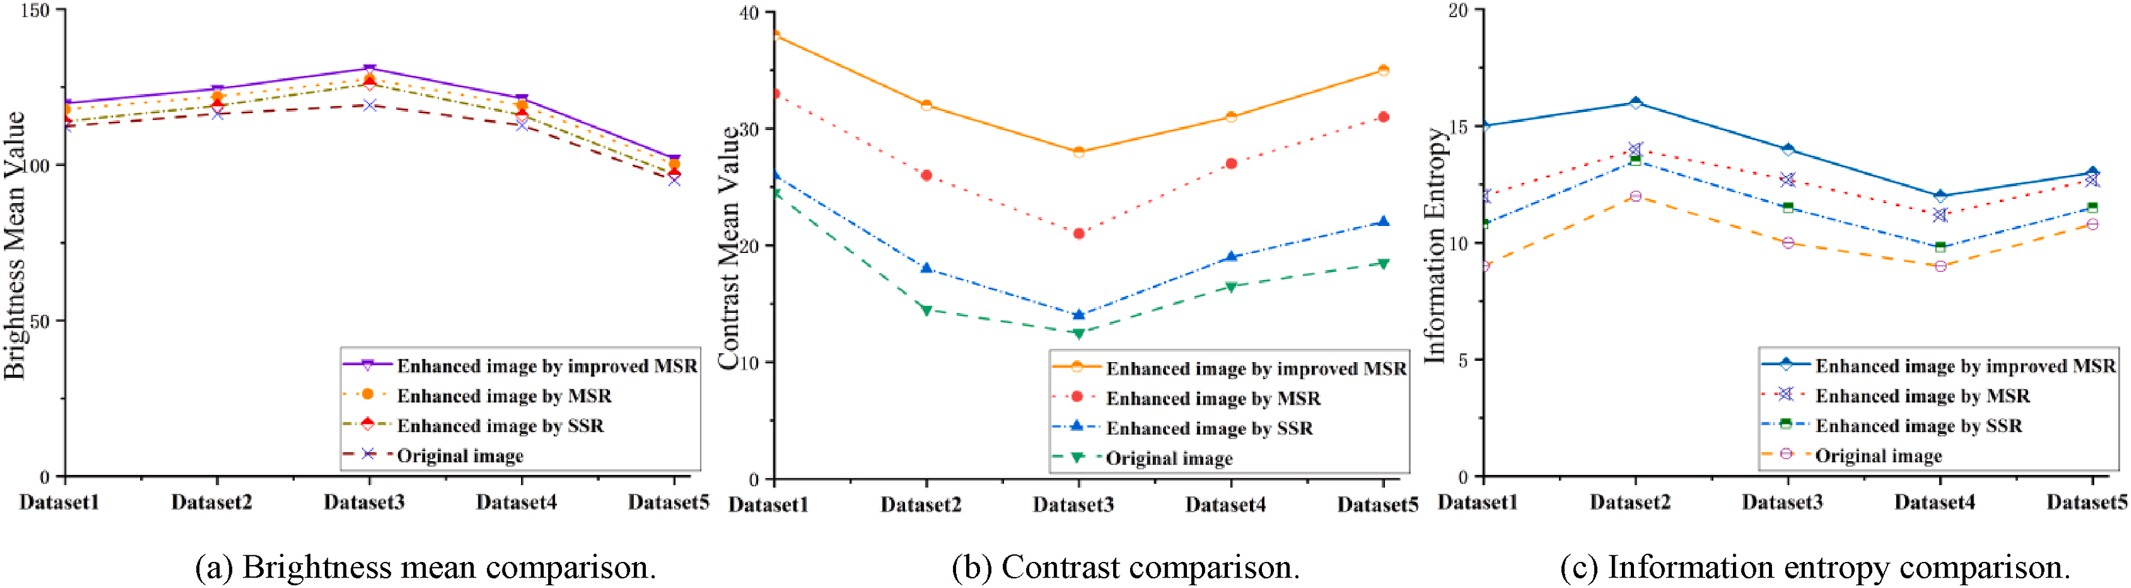 150
100
50
0
Brightness Mean Value
Dataset1 Dataset2 Dataset3 Dataset4 Dataset5
Enhanced image by improved MSR
Enhanced image by MSR
Enhanced image by SSR
Original image
(a) Brightness mean comparison.
40
30
20
10
0
Contrast Mean Value
Dataset1 Dataset2 Dataset3 Dataset4 Dataset5
Enhanced image by improved MSR
Enhanced image by MSR
Enhanced image by SSR
Original image
(b) Contrast comparison.
20
15
10
5
0
Information Entropy
Dataset1 Dataset2 Dataset3 Dataset4 Dataset5
Enhanced image by improved MSR
Enhanced image by MSR
Enhanced image by SSR
Original image
(c) Information entropy comparison.